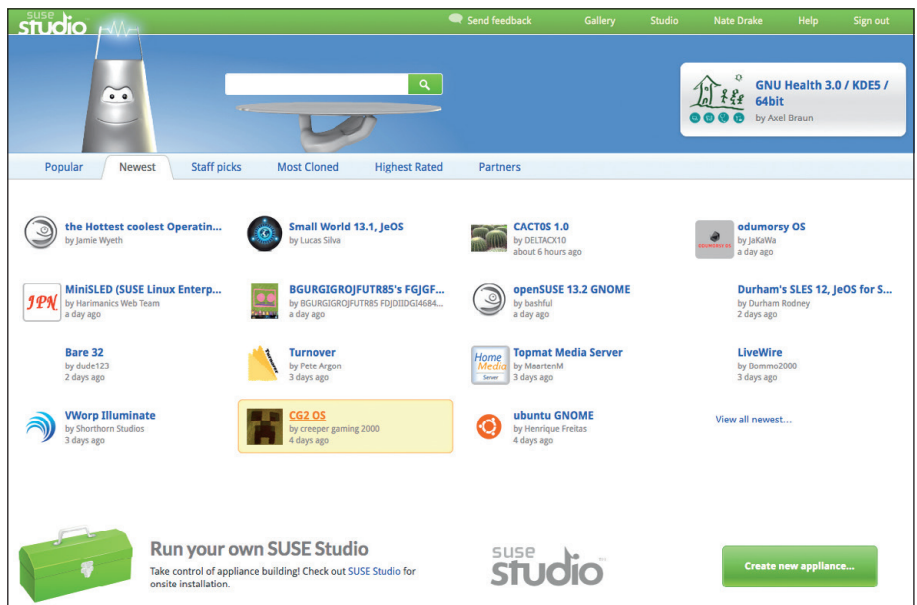 suse
studio
Send feedback
Gallery
Studio
Nate Drake
Help
Sign out
GNU Health 3.0 / KDE5 /
64bit
by Axel Braun
Popular
Newest
Staff picks
Most Cloned
Highest Rated
Partners
the Hottest coolest Operatin...
by Jamie Wyeth
Small World 13.1, JeOS
by Lucas Silva
CACT0S 1.0
by DELTACX10
about 6 hours ago
odumorsy OS
by JaKaWa
a day ago
JPN
MiniSLED (SUSE Linux Enterp...
by Harimanics Web Team
a day ago
BGURGIGROJFUTR85's FGJGF...
by BGURGIGROJFUTR85 FDJDIIDGI4684...
a day ago
openSUSE 13.2 GNOME
by bashful
a day ago
Durham's SLES 12, JeOS for S...
by Durham Rodney
2 days ago
Bare 32
by dude123
2 days ago
Turnover
Turnover
by Pete Argon
3 days ago
Home
Media
Server
Topmat Media Server
by MaartenM
3 days ago
LiveWire
by Dommo2000
3 days ago
VWorp Illuminate
by Shorthorn Studios
3 days ago
CG2 OS
by creeper gaming 2000
4 days ago
ubuntu GNOME
by Henrique Freitas
4 days ago
View all newest...
Run your own SUSE Studio
Take control of appliance building! Check out SUSE Studio for
onsite installation.
suse
studio
Create new appliance...